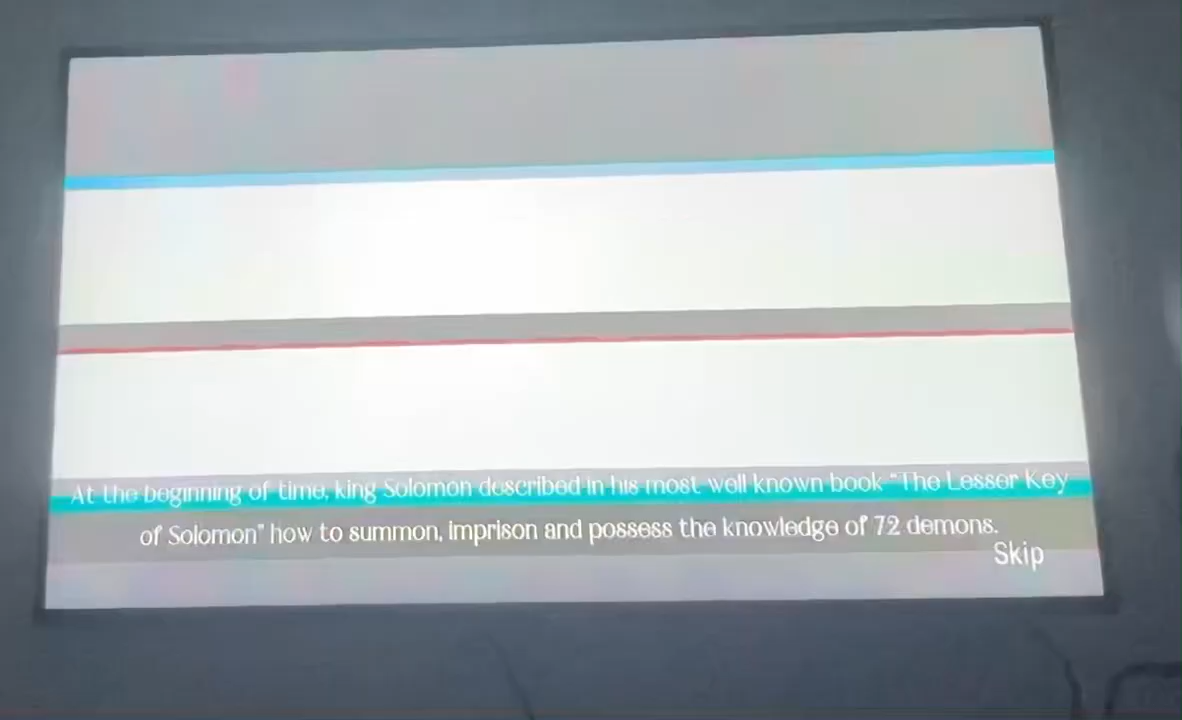 At the beginning of time, king Solomon described in his most well known book "The Lesser Key
of Solomon" how to summon, imprison and possess the knowledge of 72 demons.
Skip